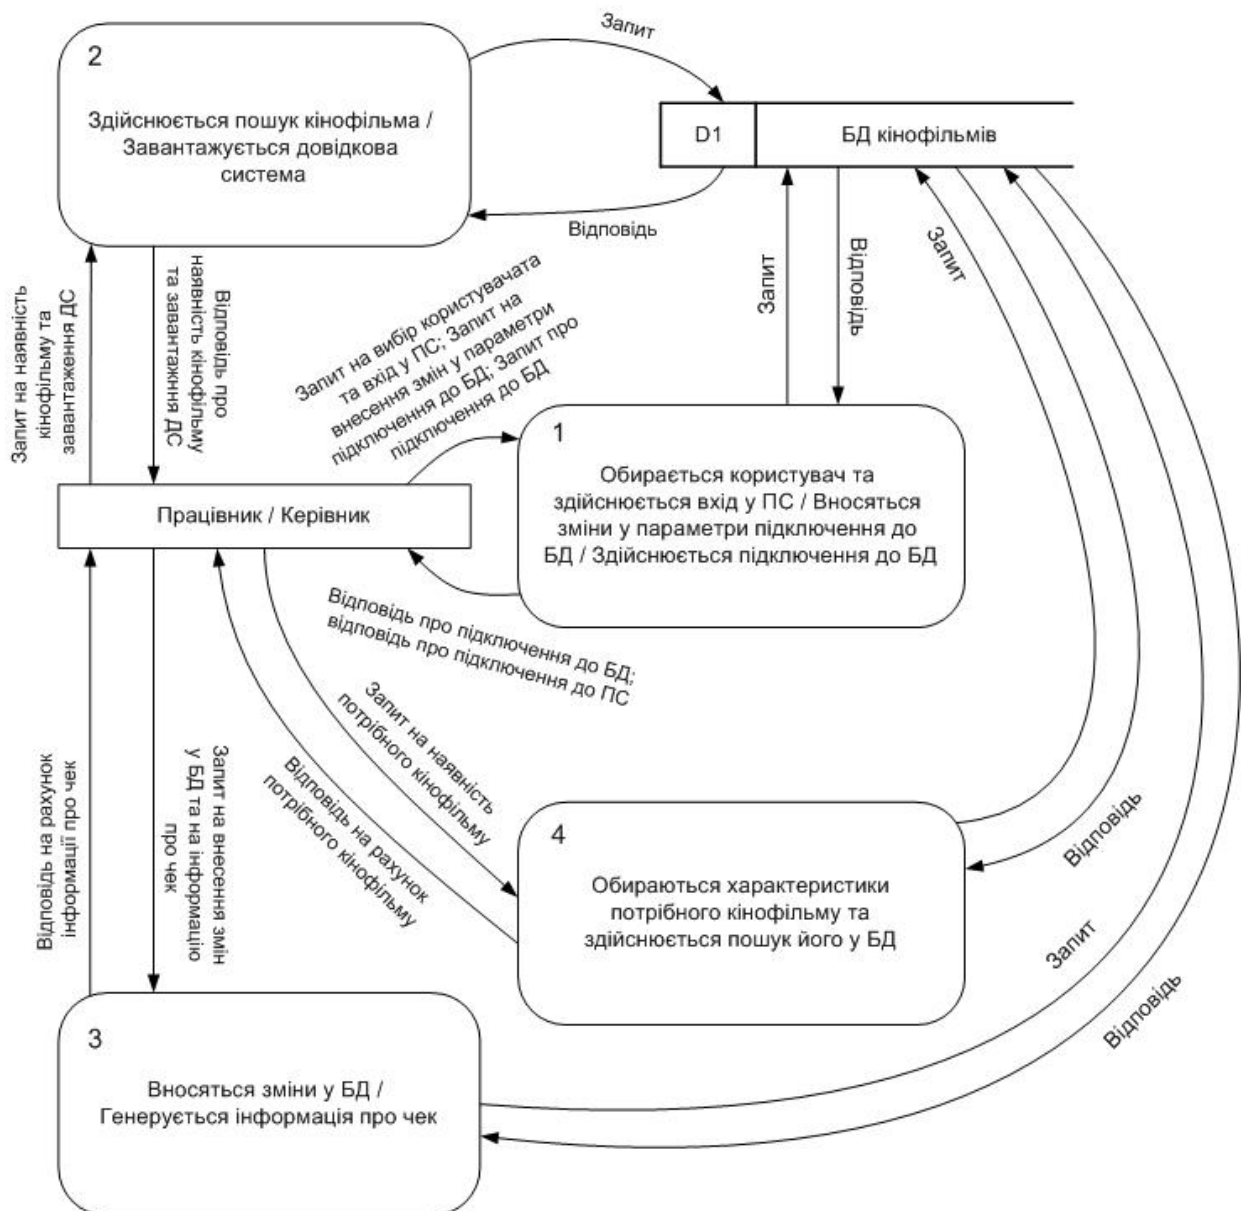 Запит
2
Здійснюється пошук кінофільма /
Завантажується довідкова
система
D1
БД кінофільмів
Відповідь
Запит на наявність
кінофільму та
завантаження ДС
Відповідь про
наявність кінофільму
та завантажння ДС
Запит на вибір користувачата
та вхід у ПС; Запит на
внесення змін у параметри
підключення до БД; Запит про
підключення до БД
Запит
Відповідь
Запит
1
Обирається користувач та
здійснюється вхід у ПС / Вносяться
зміни у параметри підключення до
БД / Здійснюється підключення до БД
Працівник / Керівник
Відповідь про підключення до БД;
відповідь про підключення до ПС
Запит на наявність
потрібного кінофільму
Відповідь на рахунок
потрібного кінофільму
Відповідь на рахунок
інформації про чек
Запит на внесення змін
у БД та на інформацію
про чек
4
Обираються характеристики
потрібного кінофільму та
здійснюється пошук його у БД
Відповідь
Запит
Відповідь
3
Вносяться зміни у БД /
Генерується інформація про чек